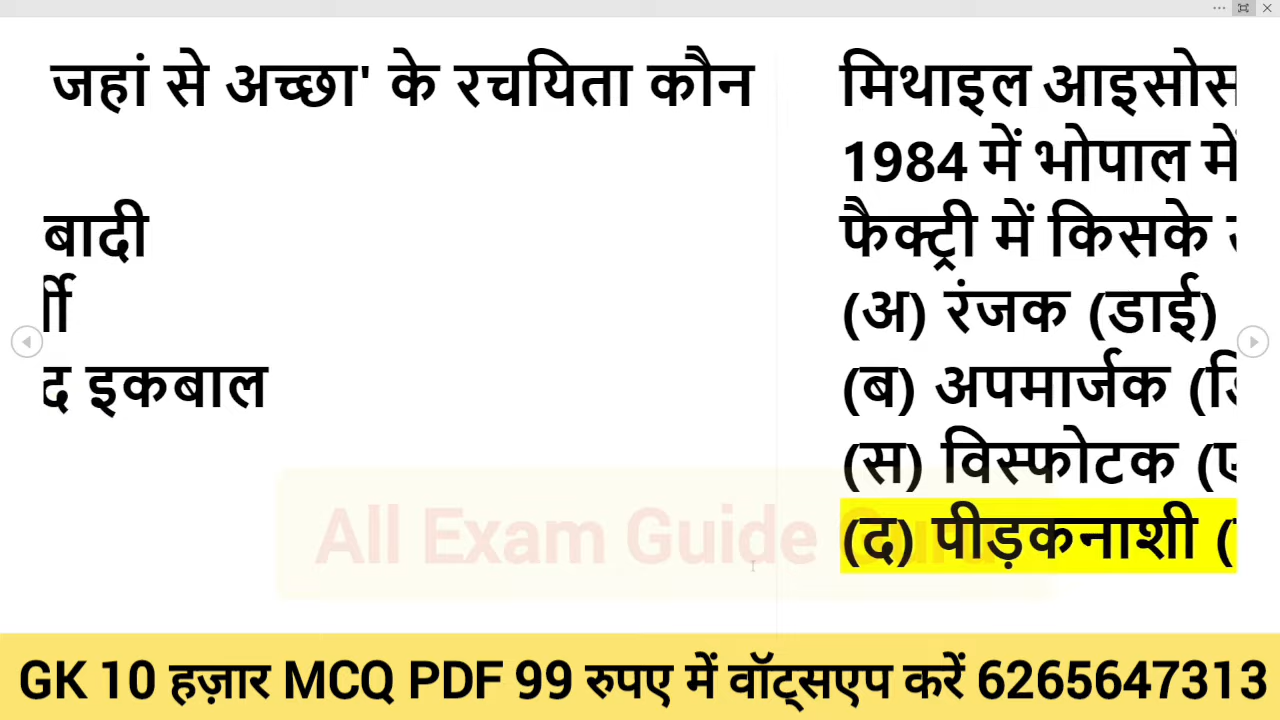 जहां से अच्छा' के रचयिता कौन
बादी
द इकबाल
मिथाइल आइसोस
1984 में भोपाल में
फैक्ट्री में किसके
(अ) रंजक (डाई)
(ब) अपमार्जक (डि
(स) विस्फोटक (ए
(द) पीड़कनाशी (
All Exam Guide Guru
GK 10 हज़ार MCQ PDF 99 रुपए में वॉट्सएप करें 6265647313